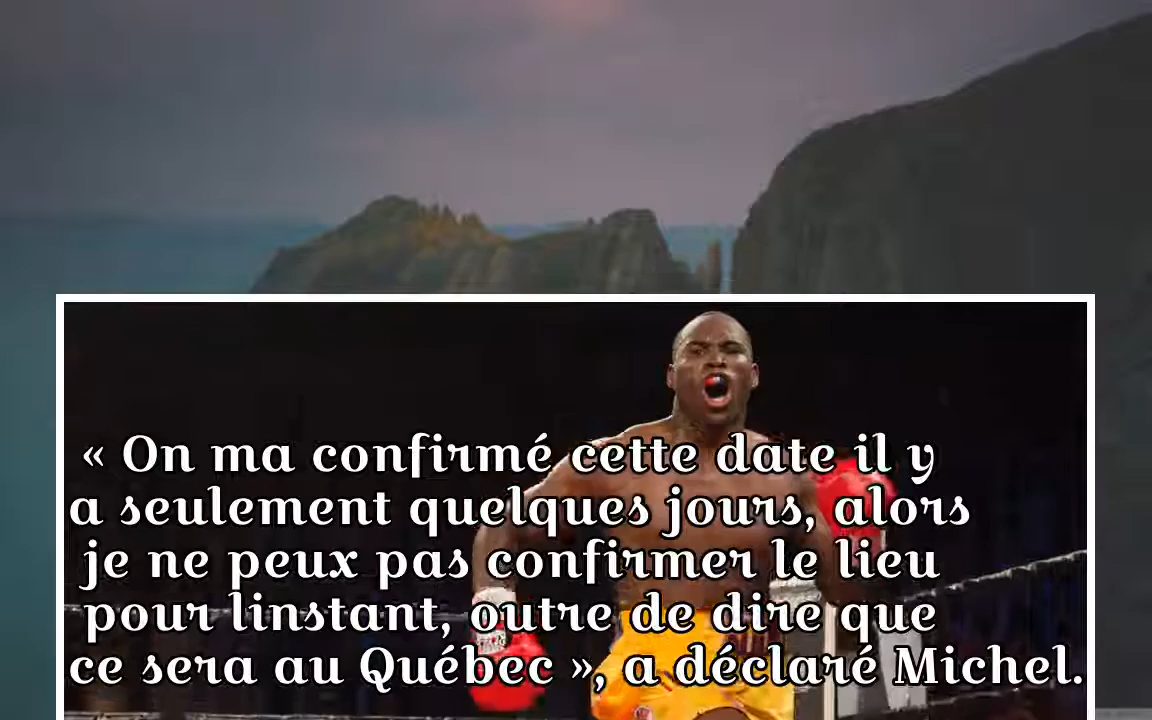 « On ma confirmé cette date il y
a seulement quelques jours, alors
je ne peux pas confirmer le lieu
pour linstant, outre de dire que
ce sera au Québec », a déclaré Michel.